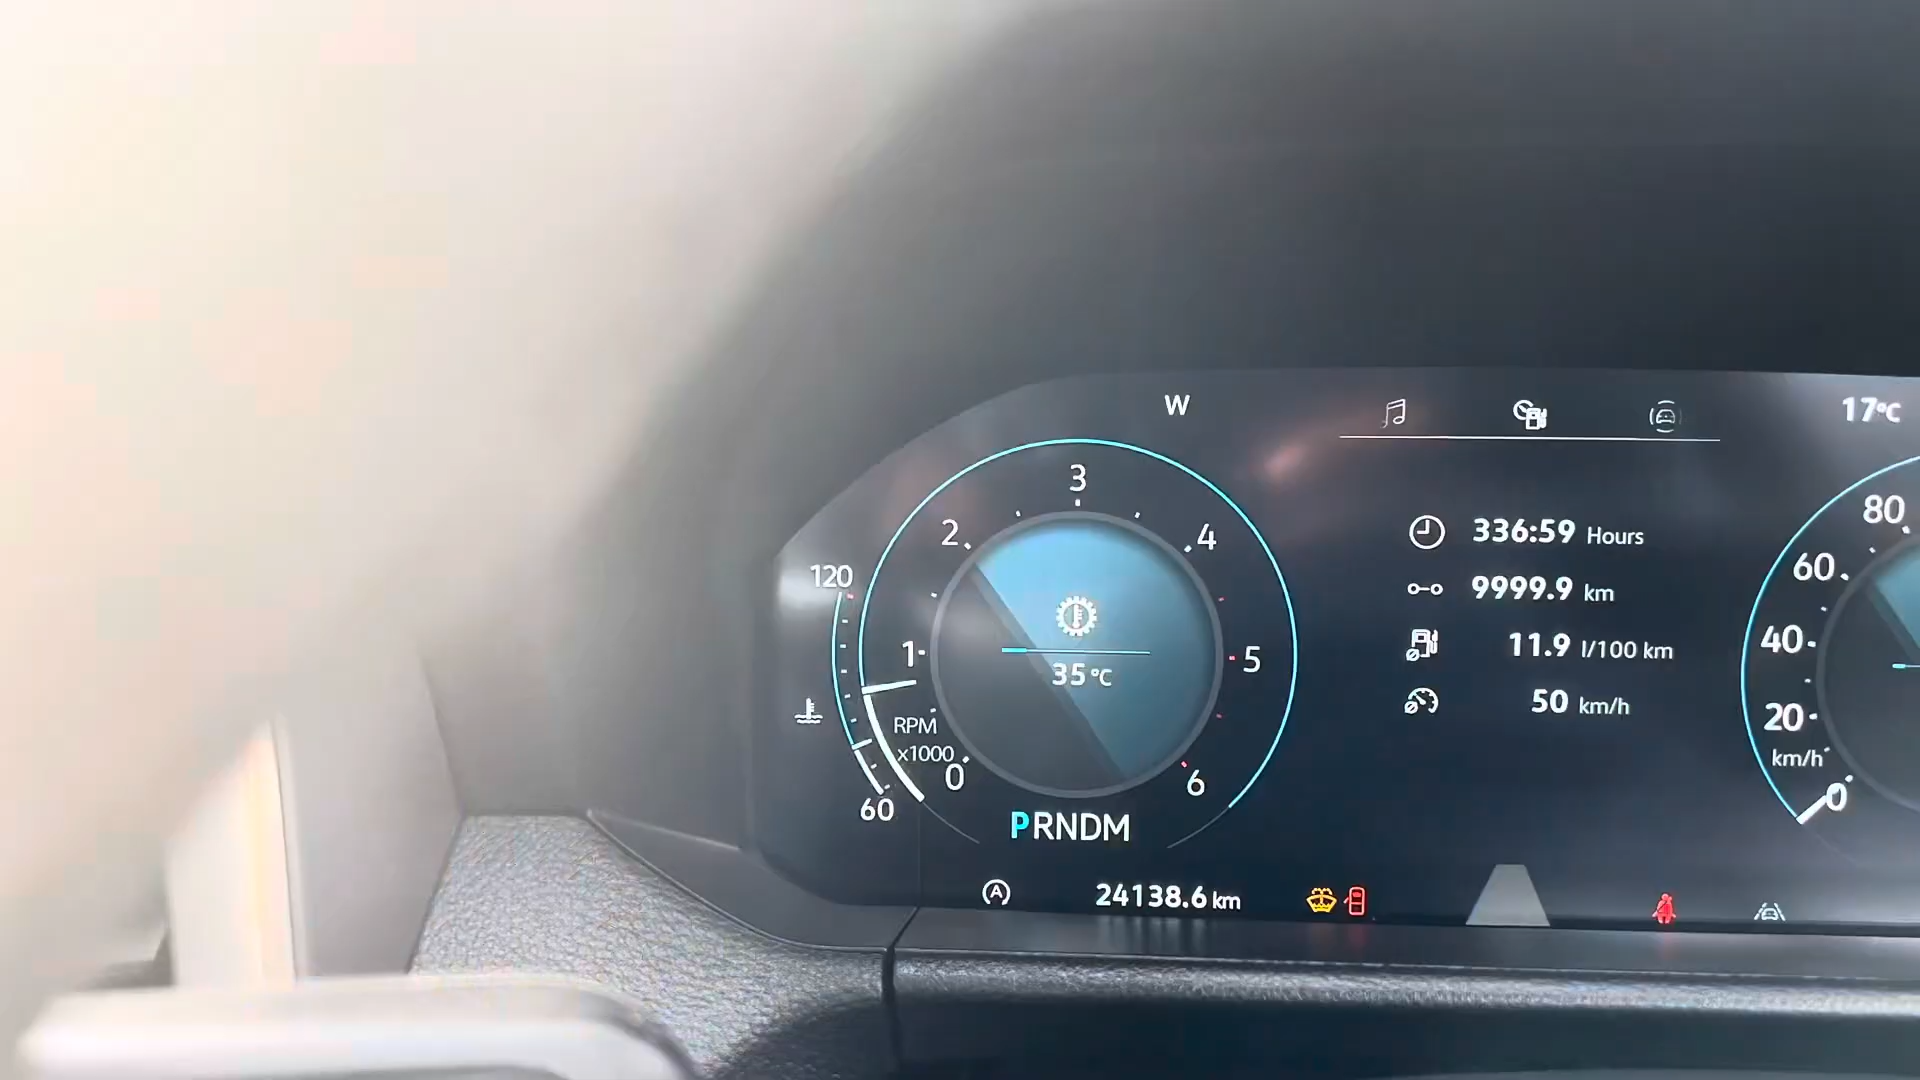 W
17°C
3
2
4
120
1
5
35°C
RPM
x1000
0
6
60
PRNDM
A
24138.6 km
336:59 Hours
9999.9 km
11.9 l/100 km
50 km/h
80
60
40
20
km/h
0